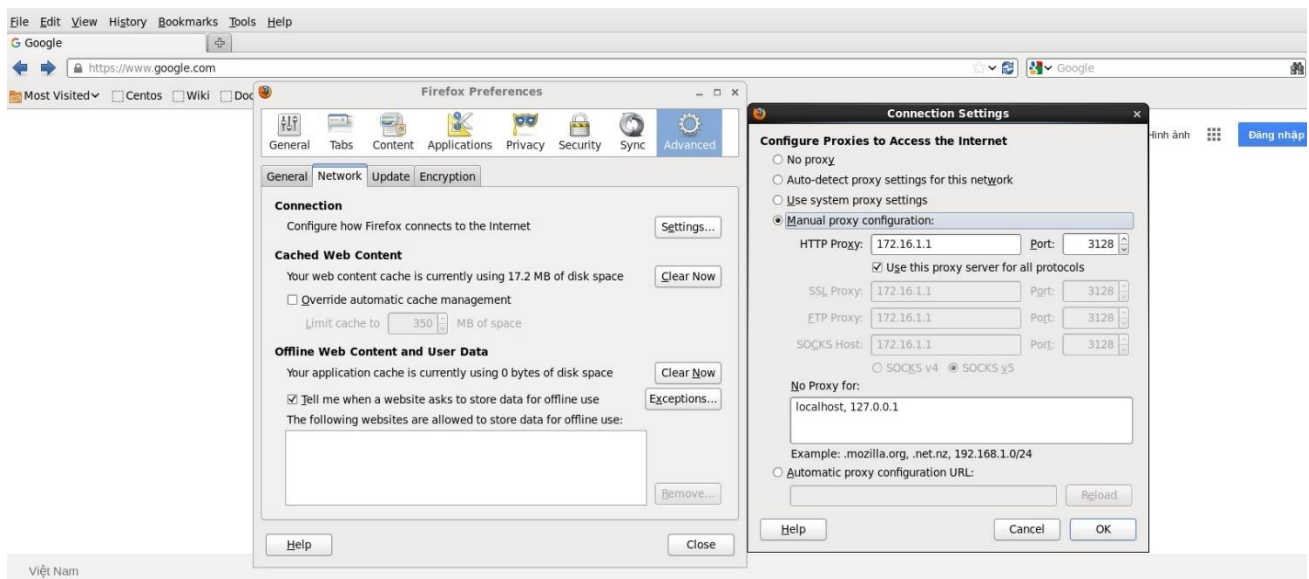 File Edit View History Bookmarks Tools Help
Google
https://www.google.com
Google
Most Visited Centos Wiki Doc
Hình ảnh
Đăng nhập
Firefox Preferences
General Tabs Content Applications Privacy Security Sync Advanced
General Network Update Encryption
Connection
Configure how Firefox connects to the Internet
Settings...
Cached Web Content
Your web content cache is currently using 17.2 MB of disk space
Clear Now
Override automatic cache management
Limit cache to 350 MB of space
Offline Web Content and User Data
Your application cache is currently using 0 bytes of disk space
Clear Now
Tell me when a website asks to store data for offline use
Exceptions...
The following websites are allowed to store data for offline use:
Remove...
Help
Close
Connection Settings
Configure Proxies to Access the Internet
No proxy
Auto-detect proxy settings for this network
Use system proxy settings
Manual proxy configuration:
HTTP Proxy: 172.16.1.1 Port: 3128
Use this proxy server for all protocols
SSL Proxy: 172.16.1.1 Port: 3128
FTP Proxy: 172.16.1.1 Port: 3128
SOCKS Host: 172.16.1.1 Port: 3128
SOCKS v4 SOCKS v5
No Proxy for:
localhost, 127.0.0.1
Example: .mozilla.org, .net.nz, 192.168.1.0/24
Automatic proxy configuration URL:
Reload
Help
Cancel
OK
Việt Nam